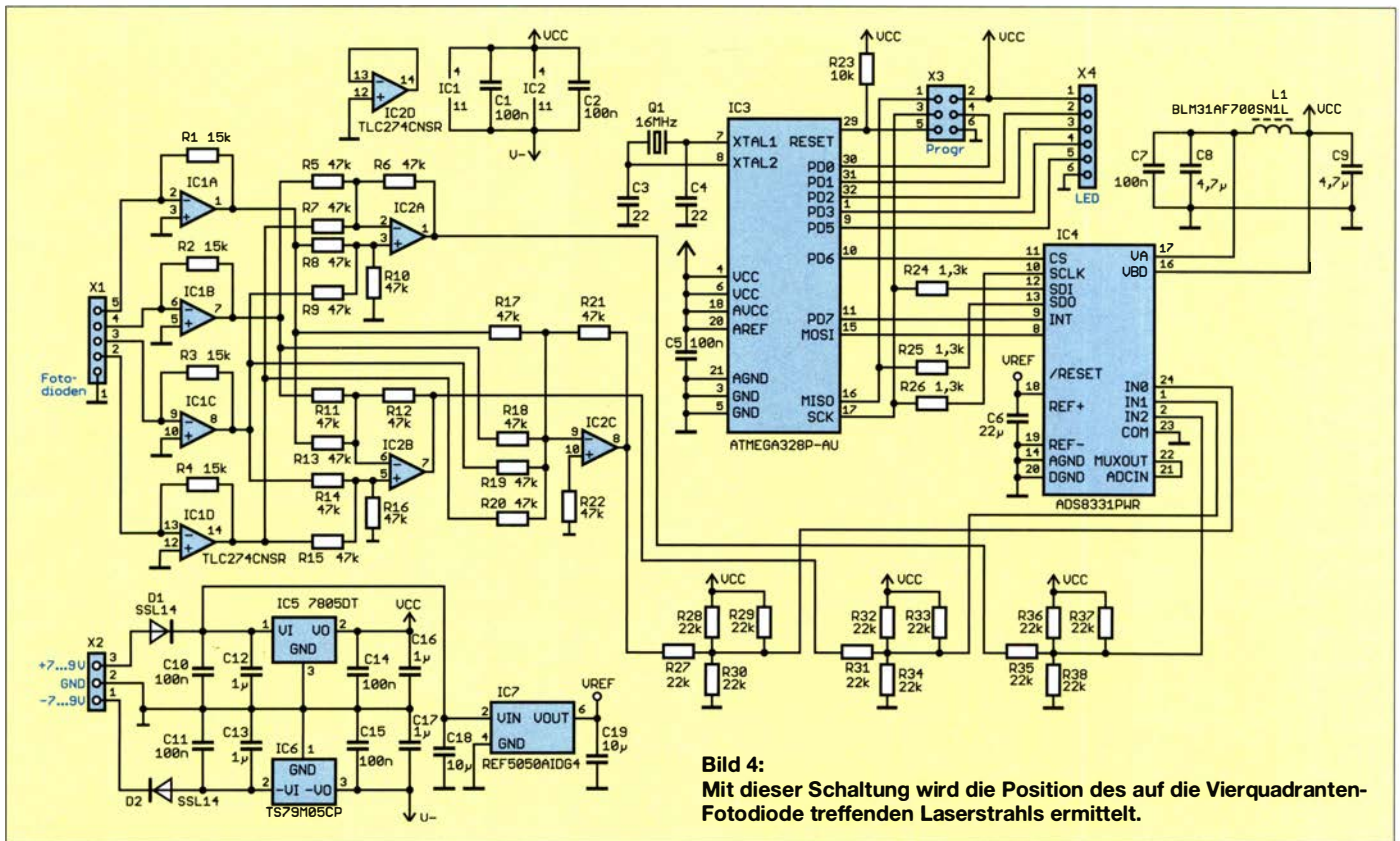 VCC
13
12
14
IC2D
TLC274CNSR
4
IC1
11
C1
100n
4
IC2
11
C2
100n
V-
R1 15k
IC1A
2
3
1
R2 15k
IC1B
6
5
7
R3 15k
IC1C
9
10
8
R4 15k
IC1D
13
12
14
TLC274CNSR
X1
5
4
3
2
1
Foto-
dioden
R5 47k
R6 47k
R7 47k
R8 47k
R9 47k
IC2A
2
3
1
R10
47k
R11
47k
R12
47k
R13 47k
R14
47k
R15 47k
IC2B
6
5
7
R16
47k
R17
47k
R21
47k
R18
47k
R19 47k
R20 47k
IC2C
9
10
8
R22
47k
Q1
16MHz
C3
22
C4
22
C5
100n
IC3
7 XTAL1
8 XTAL2
4 VCC
6 VCC
18 AVCC
20 AREF
21 AGND
3 GND
5 GND
RESET 29
PD0 30
PD1 31
PD2 32
PD3 1
PD5 9
PD6 10
PD7 11
MOSI 15
MISO 16
SCK 17
ATMEGA328P-AU
VCC
R23
10k
X3
1 2
3 4
5 6
Progr
VCC
X4
1
2
3
4
5
6
LED
L1
BLM31AF700SN1L
VCC
C7
100n
C8
4,7µ
C9
4,7µ
R24 1,3k
R25 1,3k
R26 1,3k
IC4
11 CS
10 SCLK
12 SDI
13 SDO
9 INT
8
/RESET
18 REF+
19 REF-
14 AGND
20 DGND
VA 17
VBD 16
IN0 24
IN1 1
IN2 2
COM 23
MUXOUT 22
ADCIN 21
ADS8331PWR
VREF
C6
22µ
VCC
R28
22k
R29
22k
R27
22k
R30
22k
VCC
R32
22k
R33
22k
R31
22k
R34
22k
VCC
R36
22k
R37
22k
R35
22k
R38
22k
X2
+7...9V 3
GND 2
-7...9V 1
D1
SSL14
D2 SSL14
C10
100n
C12
1µ
C11
100n
C13
1µ
IC5 7805DT
1 VI VO 2
GND
3
VCC
C16
1µ
C14
100n
C15
100n
C17
1µ
IC6
1
GND
2 -VI -VO 3
TS79M05CP
V-
C18
10µ
IC7
2 VIN VOUT 6
4 GND
REF5050AIDG4
VREF
C19
10µ
Bild 4:
Mit dieser Schaltung wird die Position des auf die Vierquadranten-
Fotodiode treffenden Laserstrahls ermittelt.